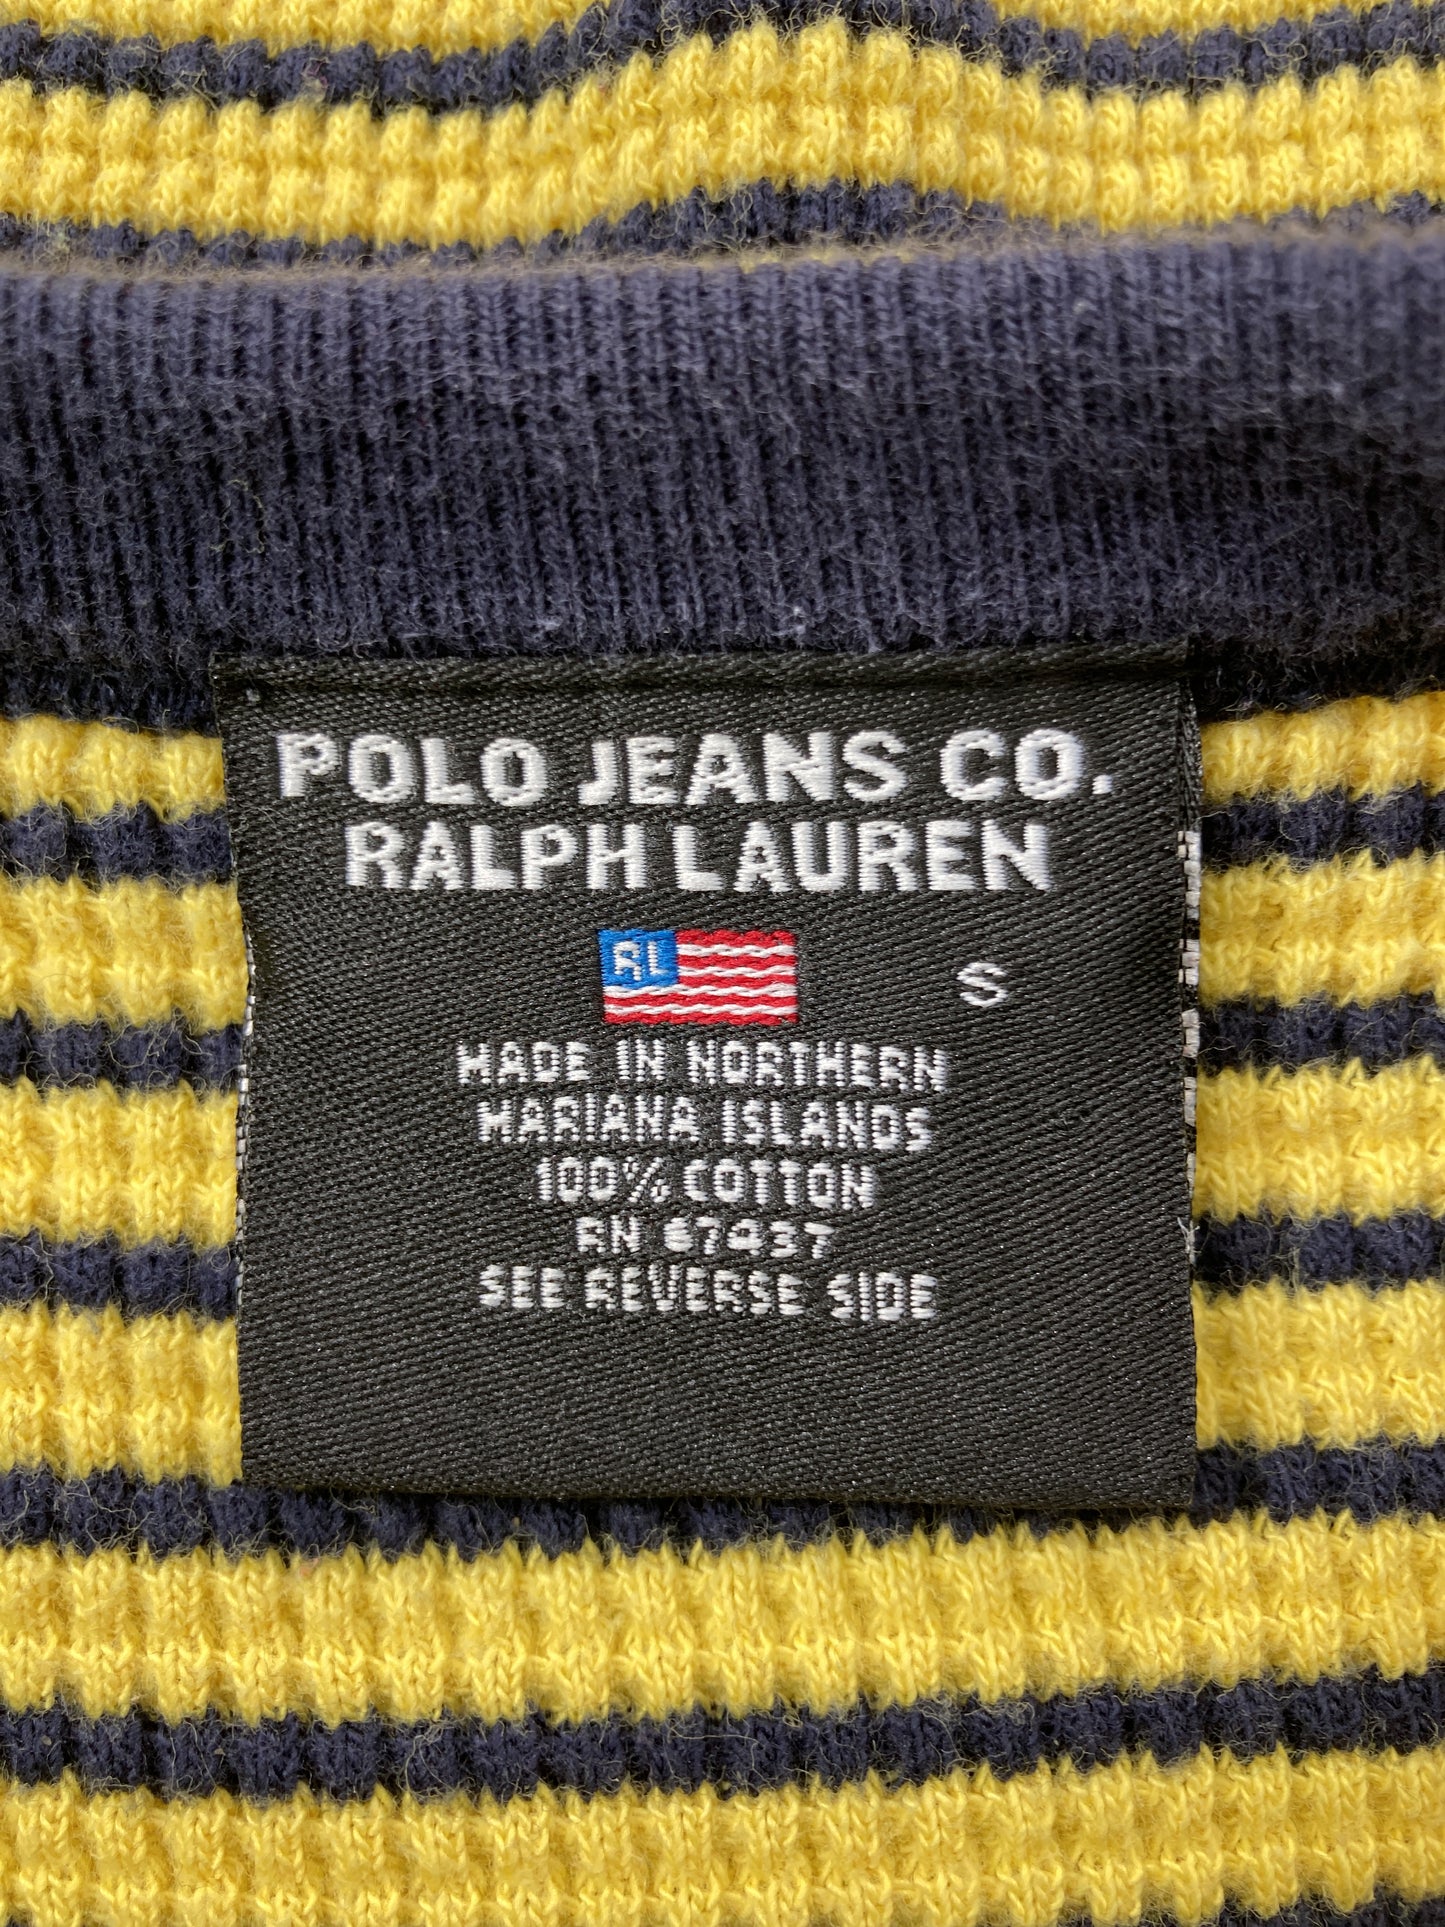 POLO JEANS CO.
RALPH LAUREN
RL
S
MADE IN NORTHERN
MARIANA ISLANDS
100% COTTON
RN 67437
SEE REVERSE SIDE